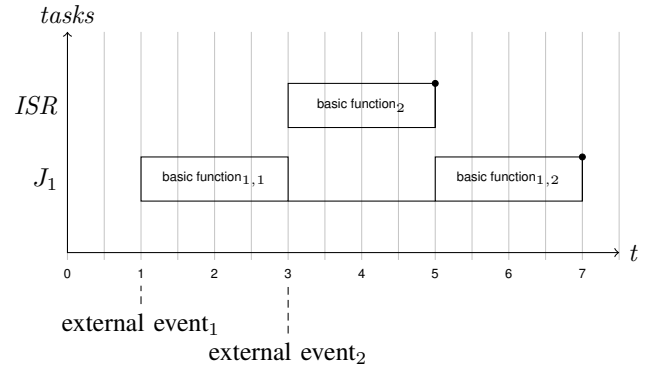 tasks
ISR
basic function₂
J₁
basic function₁,₁
basic function₁,₂
t
0 1 2 3 4 5 6 7
external event₁
external event₂